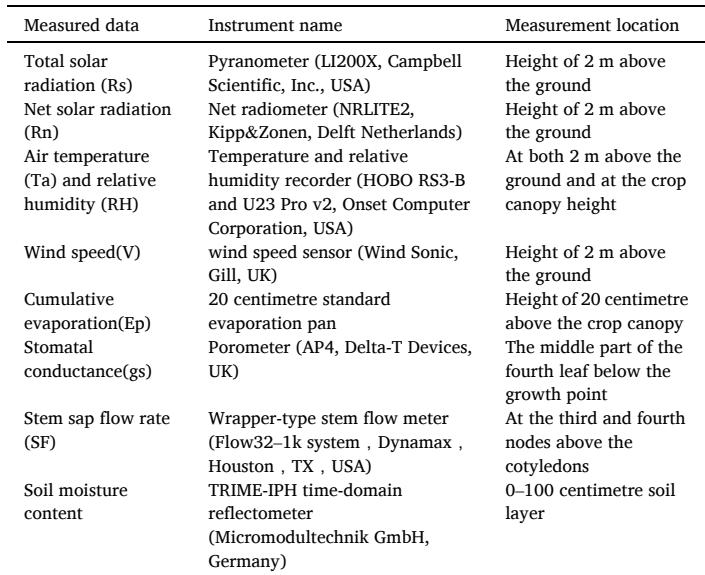 Measured data Instrument name Measurement location
Total solar Pyranometer (LI200X, Campbell Height of 2 m above
radiation (Rs) Scientific, Inc., USA) the ground
Net solar radiation Net radiometer (NRLITE2, Height of 2 m above
(Rn) Kipp&Zonen, Delft Netherlands) the ground
Air temperature Temperature and relative At both 2 m above the
(Ta) and relative humidity recorder (HOBO RS3-B ground and at the crop
humidity (RH) and U23 Pro v2, Onset Computer canopy height
Corporation, USA)
Wind speed(V) wind speed sensor (Wind Sonic, Height of 2 m above
Gill, UK) the ground
Cumulative 20 centimetre standard Height of 20 centimetre
evaporation(Ep) evaporation pan above the crop canopy
Stomatal Porometer (AP4, Delta-T Devices, The middle part of the
conductance(gs) UK) fourth leaf below the
growth point
Stem sap flow rate Wrapper-type stem flow meter At the third and fourth
(SF) (Flow32–1k system , Dynamax , nodes above the
Houston , TX , USA) cotyledons
Soil moisture TRIME-IPH time-domain 0–100 centimetre soil
content reflectometer layer
(Micromodultechnik GmbH,
Germany)